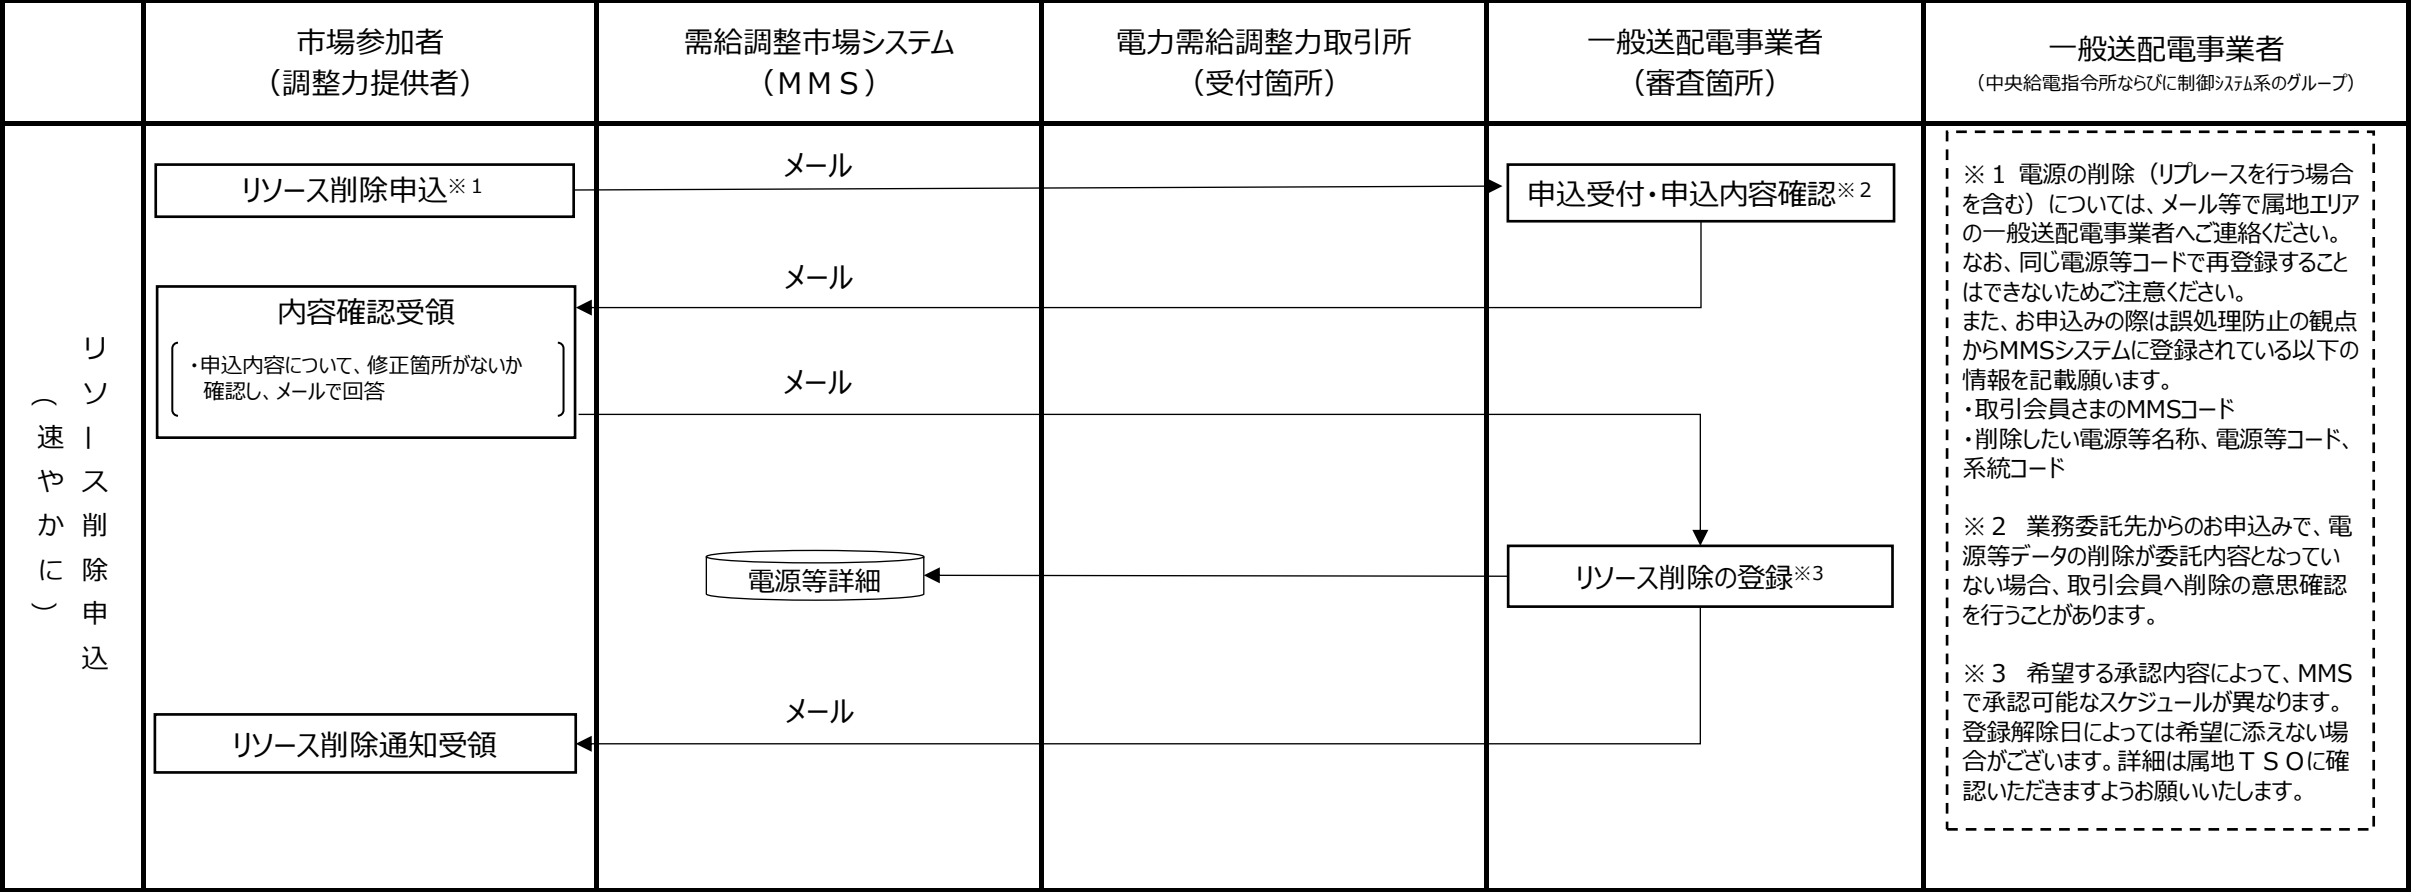 市場参加者
（調整力提供者）
需給調整市場システム
（ＭＭＳ）
電力需給調整力取引所
（受付箇所）
一般送配電事業者
（審査箇所）
一般送配電事業者
（中央給電指令所ならびに制御システム系のグループ）
リソース削除申込
（速やかに）
リソース削除申込※１
メール
申込受付・申込内容確認※２
メール
内容確認受領
・申込内容について、修正箇所がないか
確認し、メールで回答
メール
電源等詳細
リソース削除の登録※3
メール
リソース削除通知受領
※１ 電源の削除（リプレースを行う場合
を含む）については、メール等で属地エリア
の一般送配電事業者へご連絡ください。
なお、同じ電源等コードで再登録すること
はできないためご注意ください。
また、お申込みの際は誤処理防止の観点
からMMSシステムに登録されている以下の
情報を記載願います。
・取引会員さまのMMSコード
・削除したい電源等名称、電源等コード、
系統コード
※２　業務委託先からのお申込みで、電
源等データの削除が委託内容となってい
ない場合、取引会員へ削除の意思確認
を行うことがあります。
※３　希望する承認内容によって、MMS
で承認可能なスケジュールが異なります。
登録解除日によっては希望に添えない場
合がございます。詳細は属地ＴＳＯに確
認いただきますようお願いいたします。